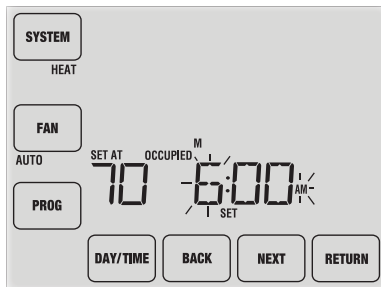 SYSTEM
HEAT
FAN
AUTO
M
SET AT OCCUPIED
70 6:00 AM
SET
PROG
DAY/TIME BACK NEXT RETURN